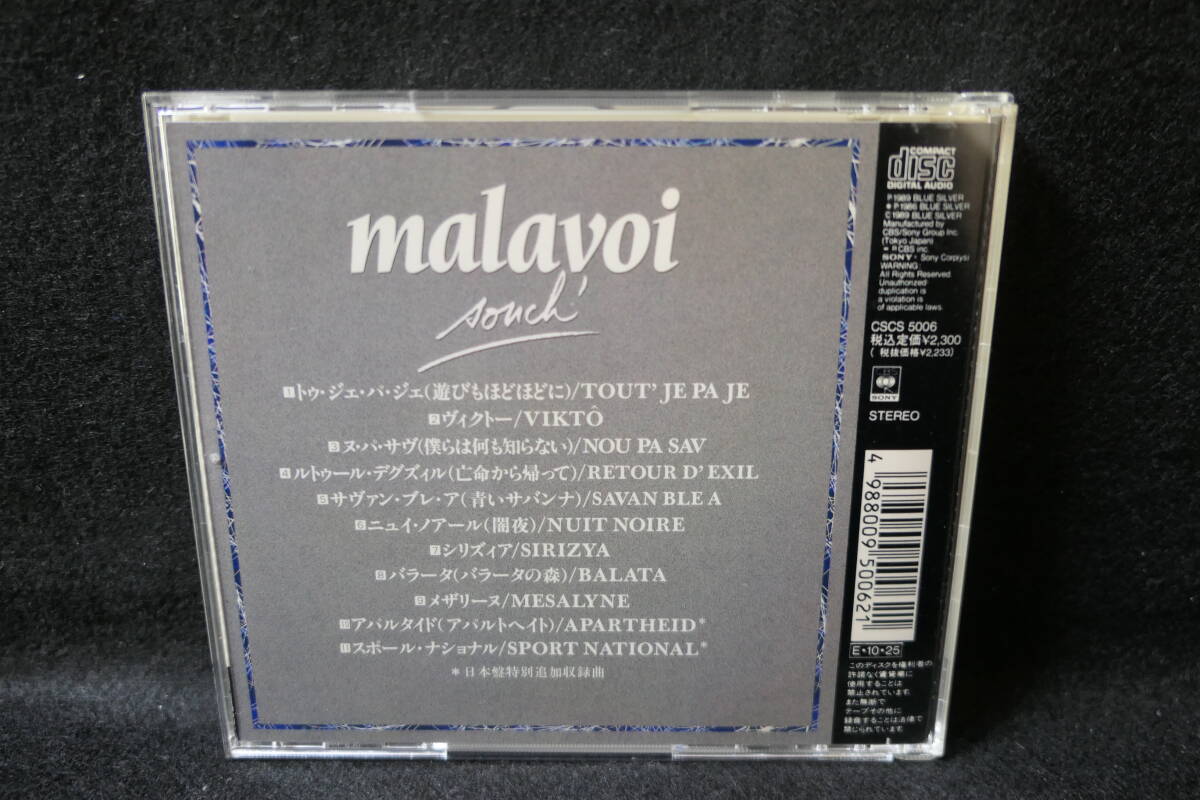 malavoi
souch'
1 トゥ・ジェ・パ・ジェ(遊びもほどほどに)/TOUT' JE PA JE
2 ヴィクトー/VIKTÔ
3 ヌ・パ・サヴ(僕らは何も知らない)/NOU PA SAV
4 ルトゥール・デグズィル(亡命から帰って)/RETOUR D' EXIL
5 サヴァン・ブレ・ア(青いサバンナ)/SAVAN BLE A
6 ニュイ・ノアール(闇夜)/NUIT NOIRE
7 シリズィア/SIRIZYA
8 バラータ(バラータの森)/BALATA
9 メザリーヌ/MESALYNE
10 アパルタイド(アパルトヘイト)/APARTHEID*
11 スポール・ナショナル/SPORT NATIONAL*
*日本盤特別追加収録曲
COMPACT
disc
DIGITAL AUDIO
℗1989 BLUE SILVER
*℗1986 BLUE SILVER
©1989 BLUE SILVER
Manufactured by
CBS/Sony Group Inc.
(Tokyo Japan)
CBS Inc.
SONY Sony Corp(ys)
WARNING:
All Rights Reserved.
Unauthorized
duplication is
a violation is
of applicable laws.
CSCS 5006
税込定価¥2,300
(税抜価格¥2,233)
SONY
STEREO
4 988009 500621
E・10・25
このディスクを権利者の
許諾なく賃貸業に
使用することは
禁止されています。
また無断で
テープその他に
録音することは法律で
禁じられています。